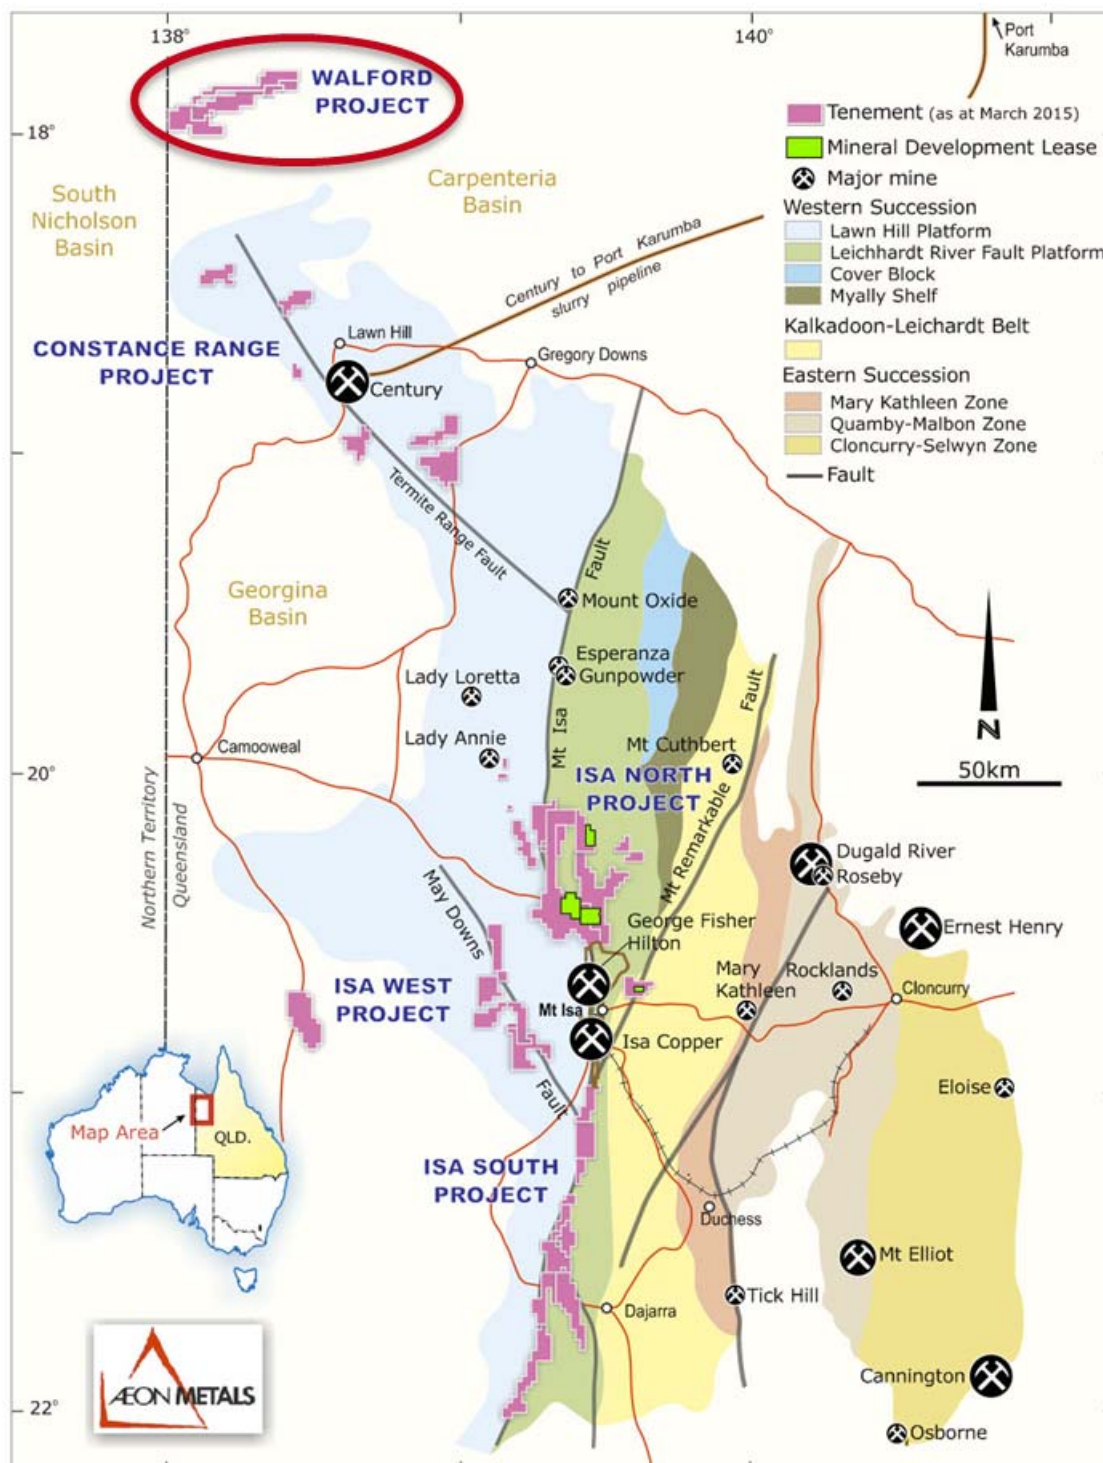 138°
140°
Port
Karumba
WALFORD
PROJECT
18°
Tenement (as at March 2015)
Mineral Development Lease
Major mine
Western Succession
Lawn Hill Platform
Leichhardt River Fault Platform
Cover Block
Myally Shelf
Kalkadoon-Leichardt Belt
Eastern Succession
Mary Kathleen Zone
Quamby-Malbon Zone
Cloncurry-Selwyn Zone
Fault
South
Nicholson
Basin
Carpenteria
Basin
Century to Port Karumba
slurry pipeline
Lawn Hill
Gregory Downs
CONSTANCE RANGE
PROJECT
Century
Termite Range Fault
Fault
Georgina
Basin
Mount Oxide
Esperanza
Gunpowder
Lady Loretta
Lady Annie
Mt Isa
Fault
Mt Cuthbert
Camooweal
20°
ISA NORTH
PROJECT
N
50km
Northern Territory
Queensland
Mt Remarkable
Dugald River
Roseby
May Downs
George Fisher
Hilton
Ernest Henry
ISA WEST
PROJECT
Mary
Kathleen
Rocklands
Cloncurry
Mt Isa
Isa Copper
Fault
Eloise
Map Area
QLD.
ISA SOUTH
PROJECT
Duchess
Mt Elliot
Tick Hill
Dajarra
Cannington
ÆON METALS
22°
Osborne